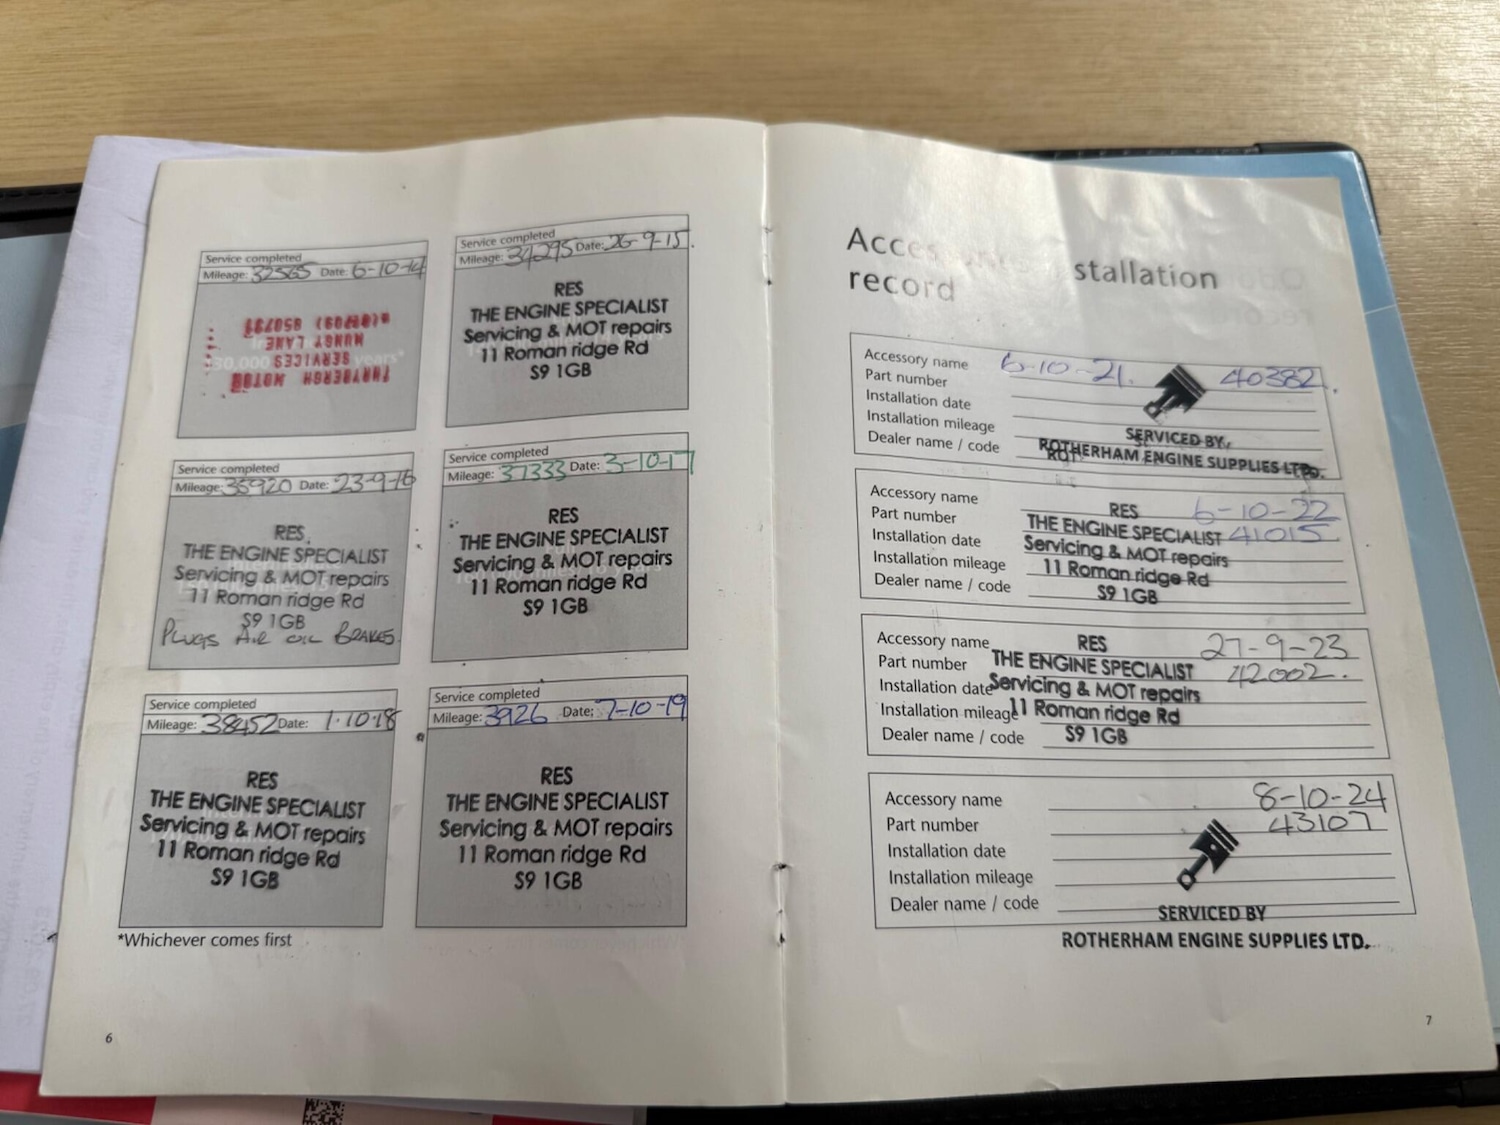 Service completed
Mileage: 32565 Date: 6-10-14
THRYBERGH MOTOR
SERVICES
LANE
850731
Service completed
Mileage: 34295 Date: 26-9-15.
RES
THE ENGINE SPECIALIST
Servicing & MOT repairs
11 Roman ridge Rd
S9 1GB
Service completed
Mileage: 35920 Date: 23-9-16
RES
THE ENGINE SPECIALIST
Servicing & MOT repairs
11 Roman ridge Rd
S9 1GB
PLUGS AIR OIL BRAKES
Service completed
Mileage: 37333 Date: 3-10-17
RES
THE ENGINE SPECIALIST
Servicing & MOT repairs
11 Roman ridge Rd
S9 1GB
Service completed
Mileage: 38452 Date: 1-10-18
RES
THE ENGINE SPECIALIST
Servicing & MOT repairs
11 Roman ridge Rd
S9 1GB
Service completed
Mileage: 3926 Date: 7-10-19
RES
THE ENGINE SPECIALIST
Servicing & MOT repairs
11 Roman ridge Rd
S9 1GB
*Whichever comes first
6
stallation
record
Accessory name 6-10-21. 40382.
Part number
Installation date
Installation mileage
Dealer name / code
SERVICED BY
ROTHERHAM ENGINE SUPPLIES LTD.
Accessory name
Part number RES 6-10-22
Installation date THE ENGINE SPECIALIST 41015
Installation mileage Servicing & MOT repairs
Dealer name / code 11 Roman ridge Rd
S9 1GB
Accessory name RES 27-9-23
Part number THE ENGINE SPECIALIST 42002.
Installation date Servicing & MOT repairs
Installation mileage 11 Roman ridge Rd
Dealer name / code S9 1GB
Accessory name 8-10-24
Part number 43107
Installation date
Installation mileage
Dealer name / code
SERVICED BY
ROTHERHAM ENGINE SUPPLIES LTD.
7